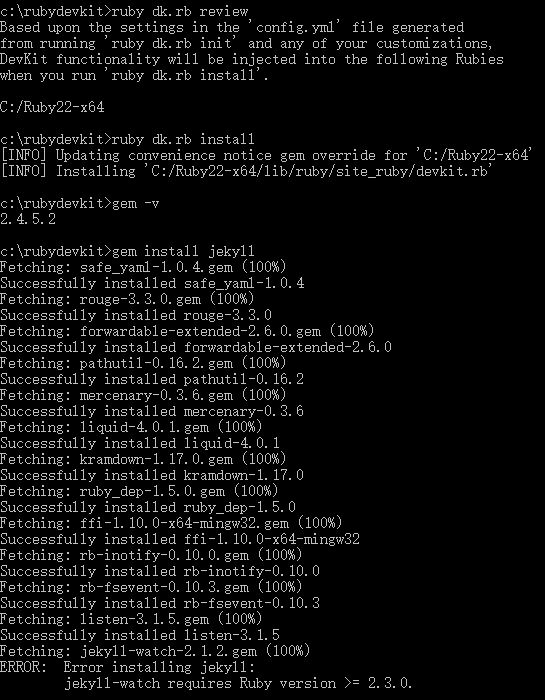 c:\rubydevkit>ruby dk.rb review
Based upon the settings in the 'config.yml' file generated
from running 'ruby dk.rb init' and any of your customizations,
DevKit functionality will be injected into the following Rubies
when you run 'ruby dk.rb install'.
C:/Ruby22-x64
c:\rubydevkit>ruby dk.rb install
[INFO] Updating convenience notice gem override for 'C:/Ruby22-x64'
[INFO] Installing 'C:/Ruby22-x64/lib/ruby/site_ruby/devkit.rb'
c:\rubydevkit>gem -v
2.4.5.2
c:\rubydevkit>gem install jekyll
Fetching: safe_yaml-1.0.4.gem (100%)
Successfully installed safe_yaml-1.0.4
Fetching: rouge-3.3.0.gem (100%)
Successfully installed rouge-3.3.0
Fetching: forwardable-extended-2.6.0.gem (100%)
Successfully installed forwardable-extended-2.6.0
Fetching: pathutil-0.16.2.gem (100%)
Successfully installed pathutil-0.16.2
Fetching: mercenary-0.3.6.gem (100%)
Successfully installed mercenary-0.3.6
Fetching: liquid-4.0.1.gem (100%)
Successfully installed liquid-4.0.1
Fetching: kramdown-1.17.0.gem (100%)
Successfully installed kramdown-1.17.0
Fetching: ruby_dep-1.5.0.gem (100%)
Successfully installed ruby_dep-1.5.0
Fetching: ffi-1.10.0-x64-mingw32.gem (100%)
Successfully installed ffi-1.10.0-x64-mingw32
Fetching: rb-inotify-0.10.0.gem (100%)
Successfully installed rb-inotify-0.10.0
Fetching: rb-fsevent-0.10.3.gem (100%)
Successfully installed rb-fsevent-0.10.3
Fetching: listen-3.1.5.gem (100%)
Successfully installed listen-3.1.5
Fetching: jekyll-watch-2.1.2.gem (100%)
ERROR:  Error installing jekyll:
        jekyll-watch requires Ruby version >= 2.3.0.